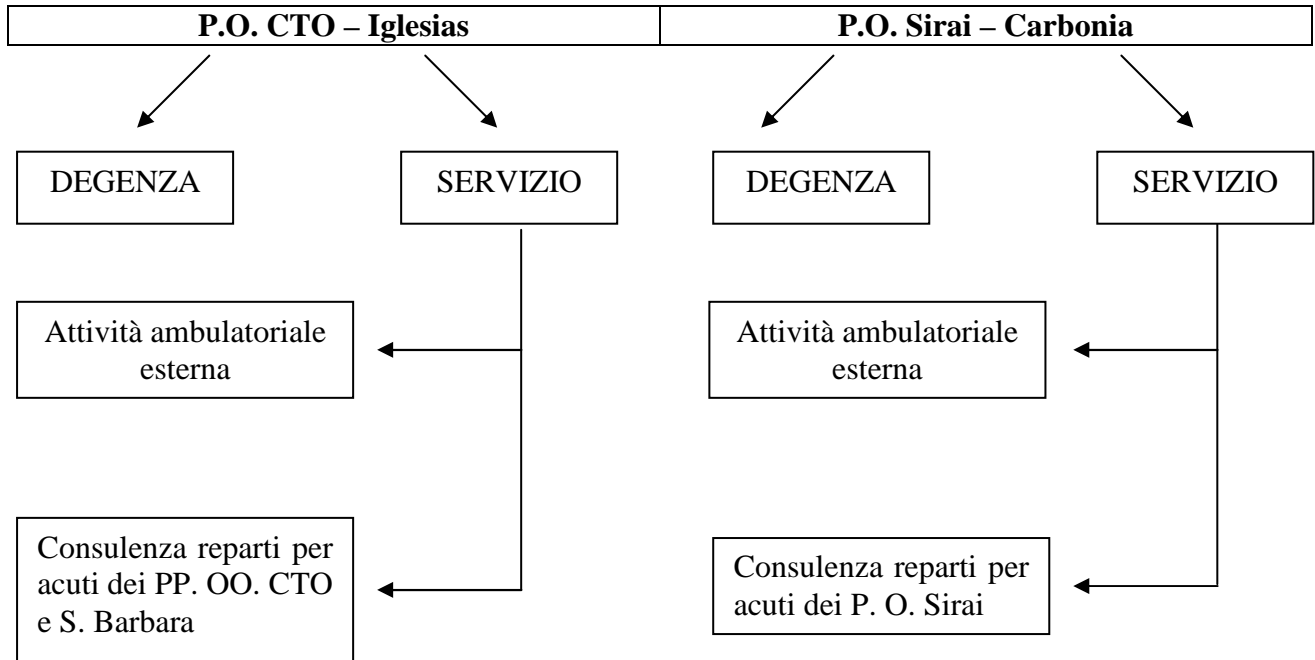 P.O. CTO – Iglesias
P.O. Sirai – Carbonia
DEGENZA
SERVIZIO
DEGENZA
SERVIZIO
Attività ambulatoriale
esterna
Attività ambulatoriale
esterna
Consulenza reparti per
acuti dei PP. OO. CTO
e S. Barbara
Consulenza reparti per
acuti dei P. O. Sirai